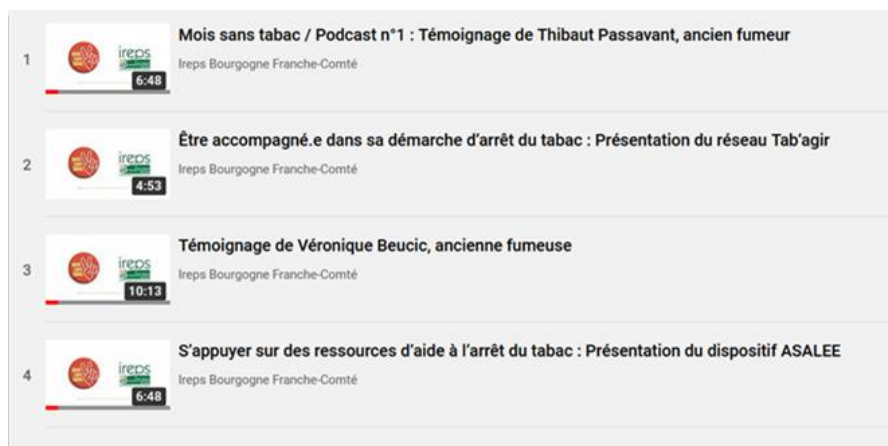 1
ireps
6:48
Mois sans tabac / Podcast n°1 : Témoignage de Thibaut Passavant, ancien fumeur
Ireps Bourgogne Franche-Comté
2
ireps
4:53
Être accompagné.e dans sa démarche d'arrêt du tabac : Présentation du réseau Tab'agir
Ireps Bourgogne Franche-Comté
3
ireps
10:13
Témoignage de Véronique Beucic, ancienne fumeuse
Ireps Bourgogne Franche-Comté
4
ireps
6:48
S'appuyer sur des ressources d'aide à l'arrêt du tabac : Présentation du dispositif ASALEE
Ireps Bourgogne Franche-Comté